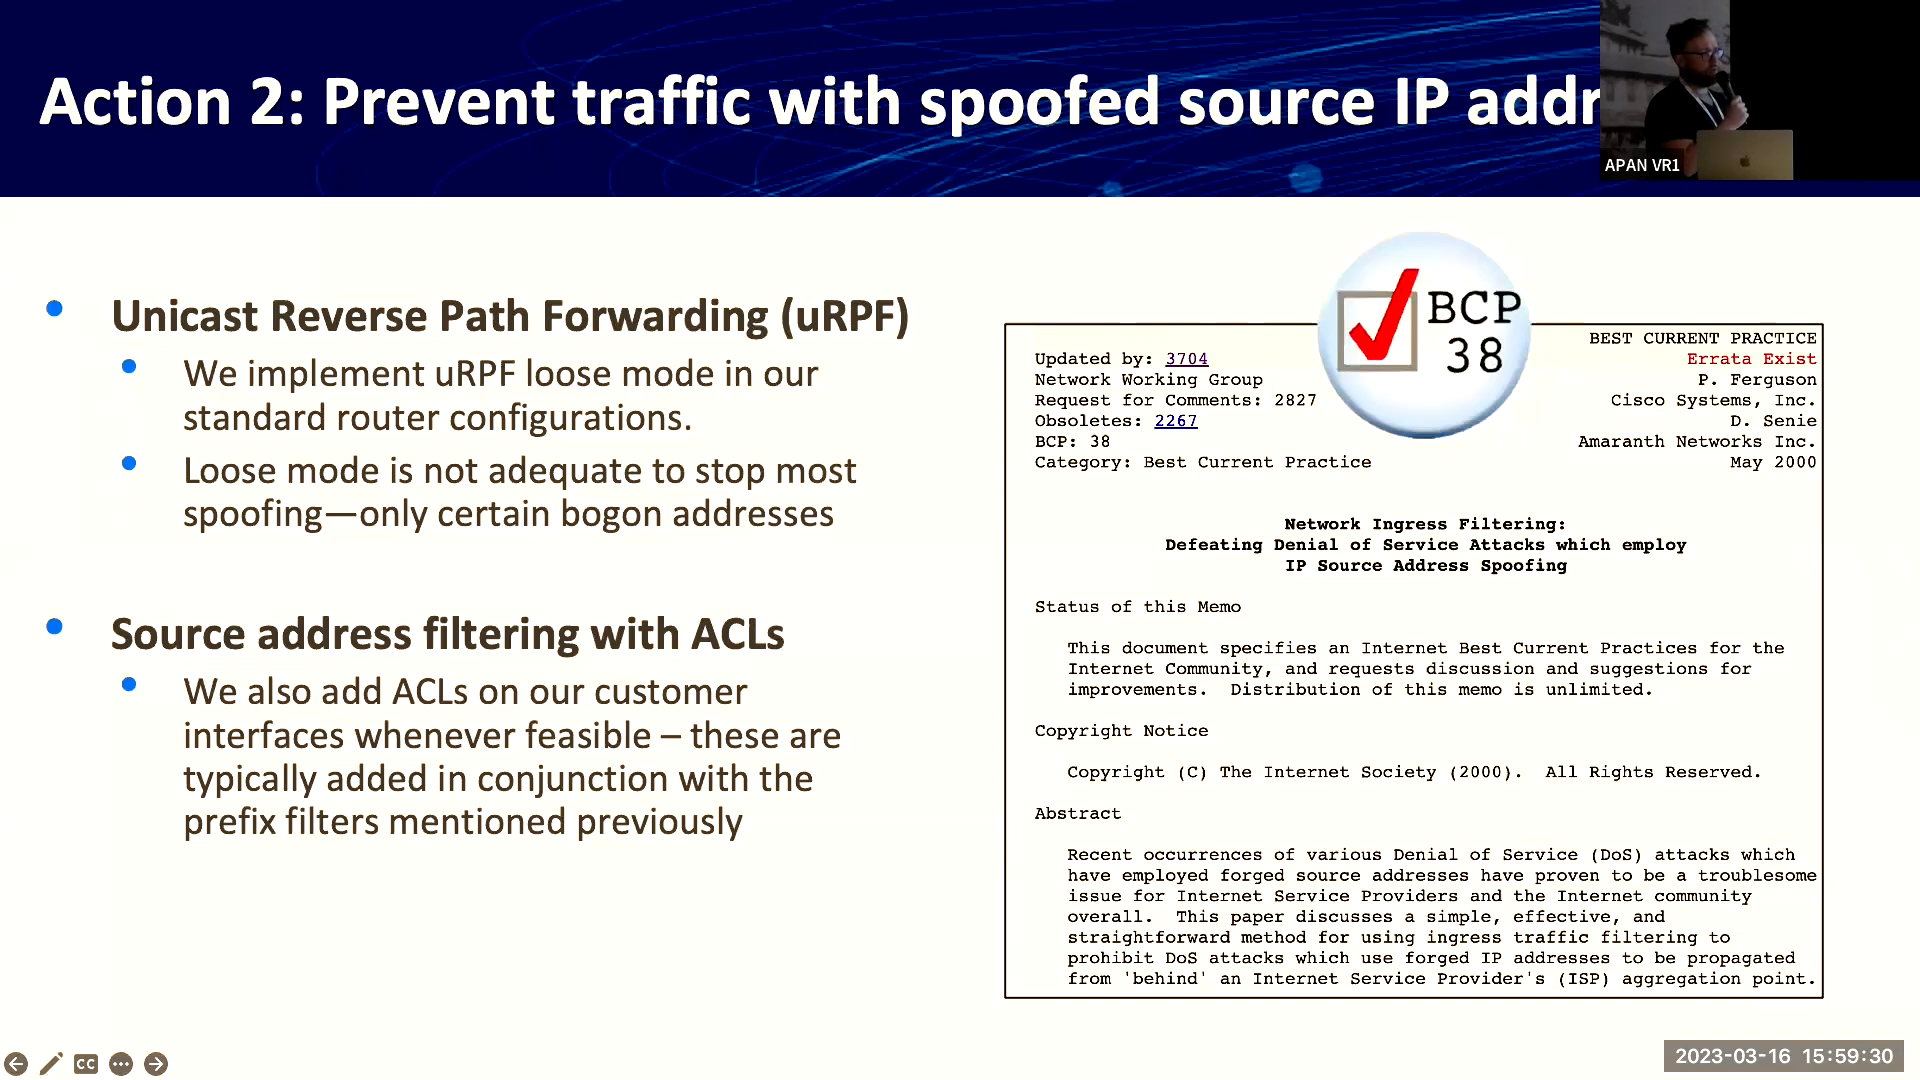 Action 2: Prevent traffic with spoofed source IP addr
APAN VR1
Unicast Reverse Path Forwarding (uRPF)
We implement uRPF loose mode in our
standard router configurations.
Loose mode is not adequate to stop most
spoofing—only certain bogon addresses
Source address filtering with ACLs
We also add ACLs on our customer
interfaces whenever feasible – these are
typically added in conjunction with the
prefix filters mentioned previously
BCP
38
BEST CURRENT PRACTICE
Updated by: 3704 Errata Exist
Network Working Group P. Ferguson
Request for Comments: 2827 Cisco Systems, Inc.
Obsoletes: 2267 D. Senie
BCP: 38 Amaranth Networks Inc.
Category: Best Current Practice May 2000
Network Ingress Filtering:
Defeating Denial of Service Attacks which employ
IP Source Address Spoofing
Status of this Memo
This document specifies an Internet Best Current Practices for the
Internet Community, and requests discussion and suggestions for
improvements. Distribution of this memo is unlimited.
Copyright Notice
Copyright (C) The Internet Society (2000). All Rights Reserved.
Abstract
Recent occurrences of various Denial of Service (DoS) attacks which
have employed forged source addresses have proven to be a troublesome
issue for Internet Service Providers and the Internet community
overall. This paper discusses a simple, effective, and
straightforward method for using ingress traffic filtering to
prohibit DoS attacks which use forged IP addresses to be propagated
from 'behind' an Internet Service Provider's (ISP) aggregation point.
CC
2023-03-16 15:59:30